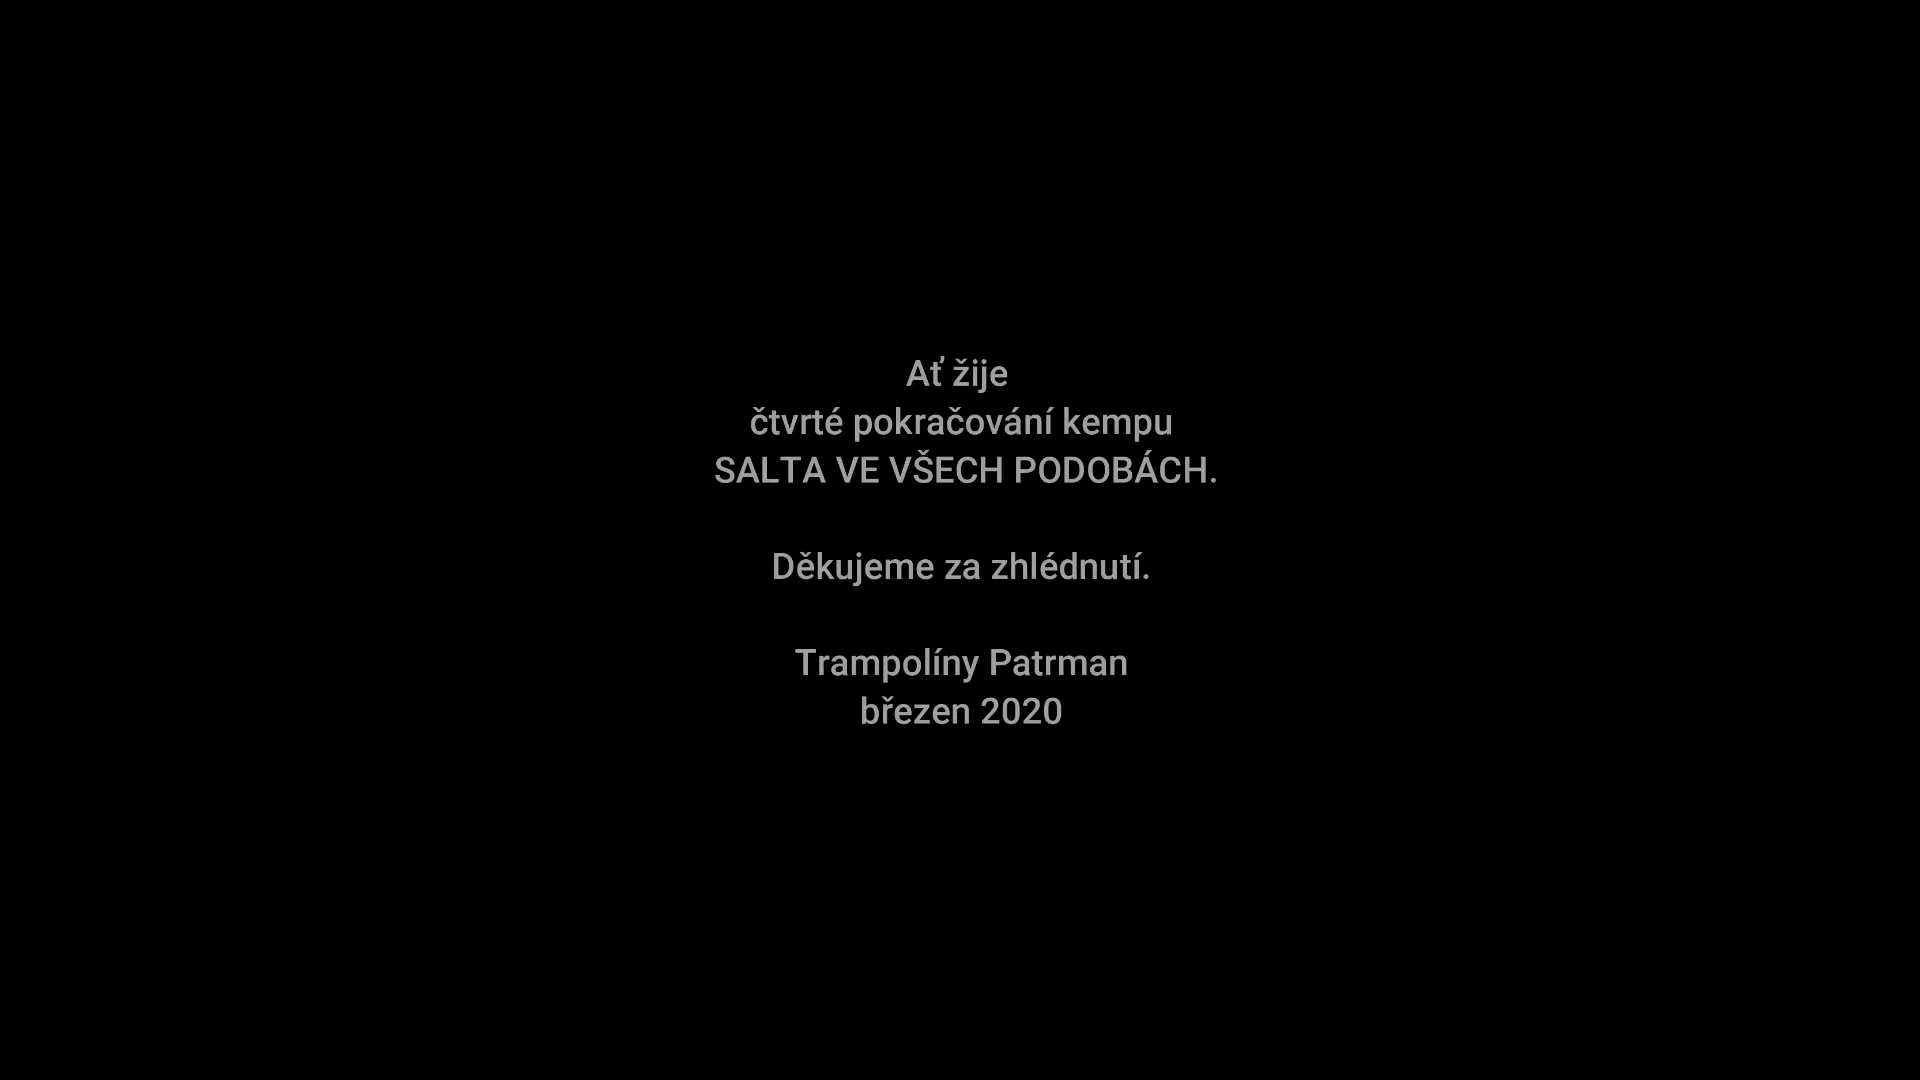 Ať žije
čtvrté pokračování kempu
SALTA VE VŠECH PODOBÁCH.
Děkujeme za zhlédnutí.
Trampolíny Patrman
březen 2020